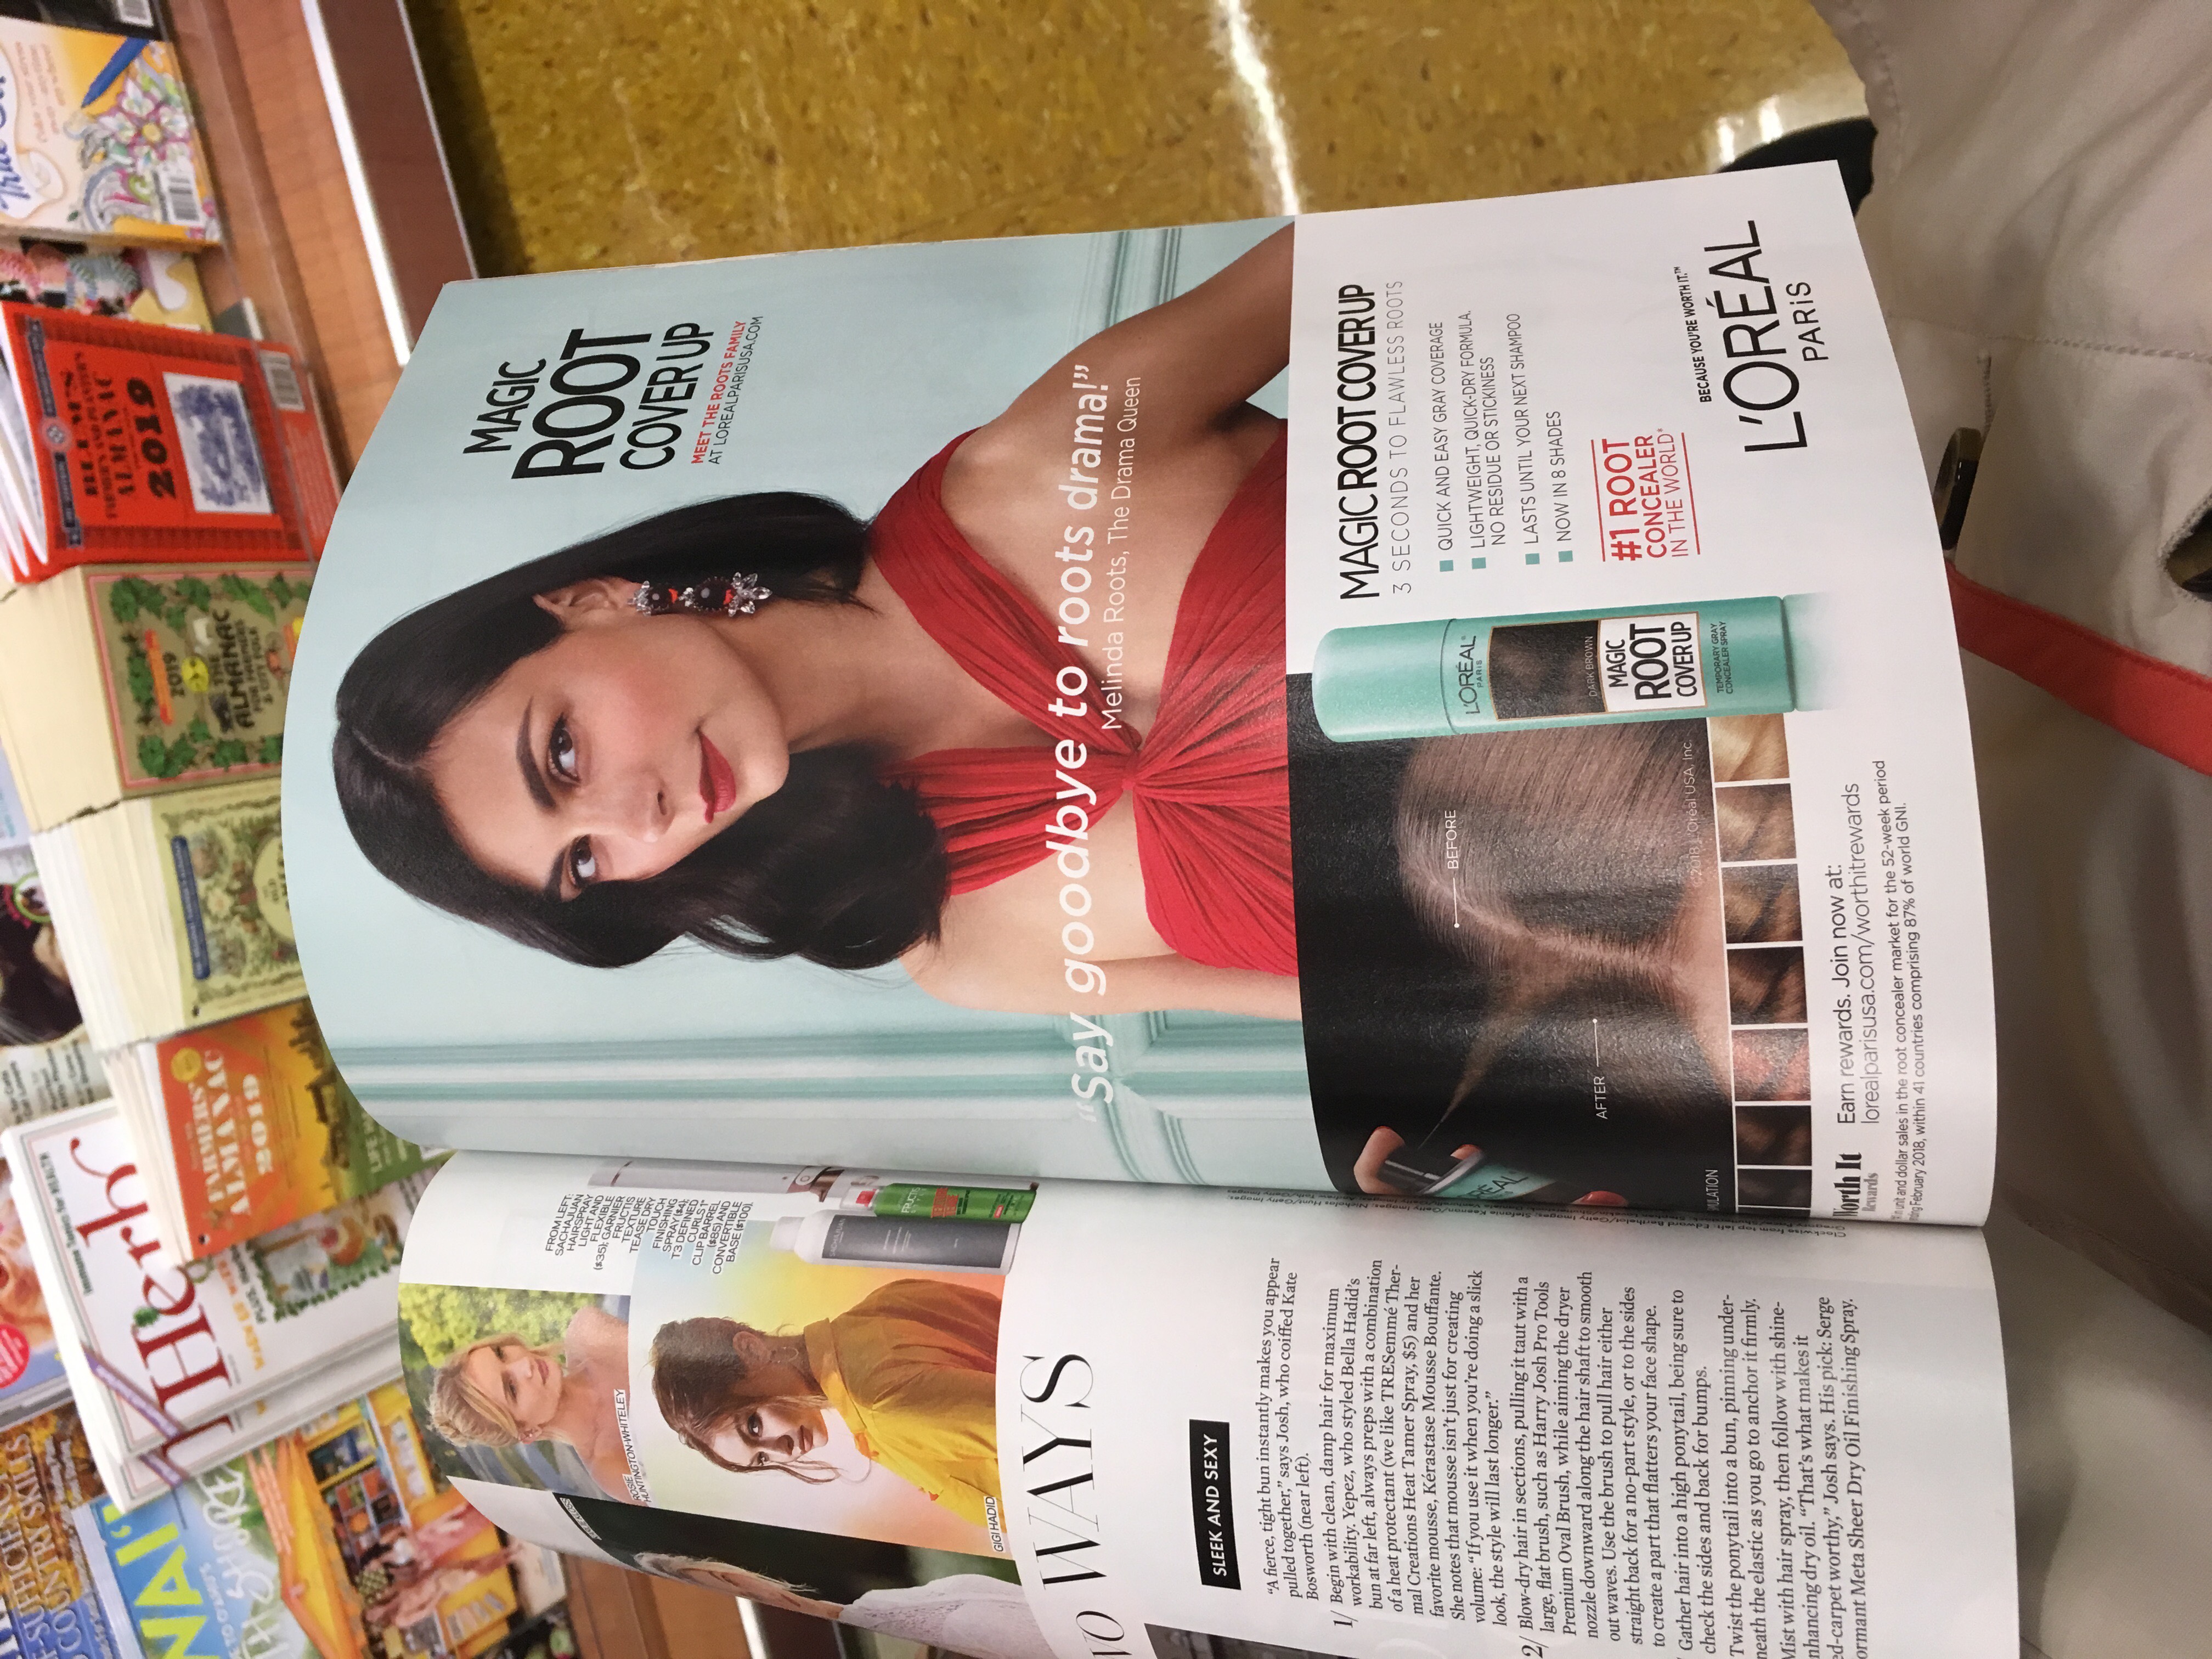 F-SUFFICIENCY
COUNTRY SKILLS
WAI'I
Immune Tonics for HEALTH
Herb
FARMERS'
ALMANAC
2019
2019
THE
ALMANAC
FOR FARMERS
& CITY FOLK
FARMER'S AND PLANTER'S
ALMANAC
2019
ROSIE
HUNTINGTON-WHITELEY
FROM LEFT:
SACHAJUAN
HAIRSPRAY
LIGHT AND
FLEXIBLE
($35); GARNIER
FRUCTIS
TEXTURE
TEASE DRY
TOUCH
FINISHING
SPRAY ($4);
T3 DEFINED
CURLS 1"
CLIP BARREL
($85) AND
CONVERTIBLE
BASE ($100).
GIGI HADID
WO WAYS
SLEEK AND SEXY
“A fierce, tight bun instantly makes you appear
pulled together,” says Josh, who coiffed Kate
Bosworth (near left).
1/ Begin with clean, damp hair for maximum
workability. Yepez, who styled Bella Hadid’s
bun at far left, always preps with a combination
of a heat protectant (we like TRESemmé Ther-
mal Creations Heat Tamer Spray, $5) and her
favorite mousse, Kérastase Mousse Bouffante.
She notes that mousse isn’t just for creating
volume: “If you use it when you’re doing a slick
look, the style will last longer.”
2/ Blow-dry hair in sections, pulling it taut with a
large, flat brush, such as Harry Josh Pro Tools
Premium Oval Brush, while aiming the dryer
nozzle downward along the hair shaft to smooth
out waves. Use the brush to pull hair either
straight back for a no-part style, or to the sides
to create a part that flatters your face shape.
Gather hair into a high ponytail, being sure to
check the sides and back for bumps.
Twist the ponytail into a bun, pinning under-
neath the elastic as you go to anchor it firmly.
Mist with hair spray, then follow with shine-
nhancing dry oil. “That’s what makes it
ed-carpet worthy,” Josh says. His pick: Serge
ormant Meta Sheer Dry Oil Finishing Spray.
MAGIC
ROOT
COVER UP
MEET THE ROOTS FAMILY
AT LOREALPARISUSA.COM
“Say goodbye to roots drama!”
Melinda Roots, The Drama Queen
BEFORE
AFTER
©2018 L'Oréal USA, Inc.
L'ORÉAL
PARIS
DARK BROWN
MAGIC
ROOT
COVER UP
TEMPORARY GRAY
CONCEALER SPRAY
MAGIC ROOT COVER UP
3 SECONDS TO FLAWLESS ROOTS
QUICK AND EASY GRAY COVERAGE
LIGHTWEIGHT, QUICK-DRY FORMULA.
NO RESIDUE OR STICKINESS
LASTS UNTIL YOUR NEXT SHAMPOO
NOW IN 8 SHADES
#1 ROOT
CONCEALER
IN THE WORLD*
BECAUSE YOU'RE WORTH IT.™
L'ORÉAL
PARiS
Worth It
Rewards
Earn rewards. Join now at:
lorealparisusa.com/worthitrewards
in unit and dollar sales in the root concealer market for the 52-week period
February 2018, within 41 countries comprising 87% of world GNI.